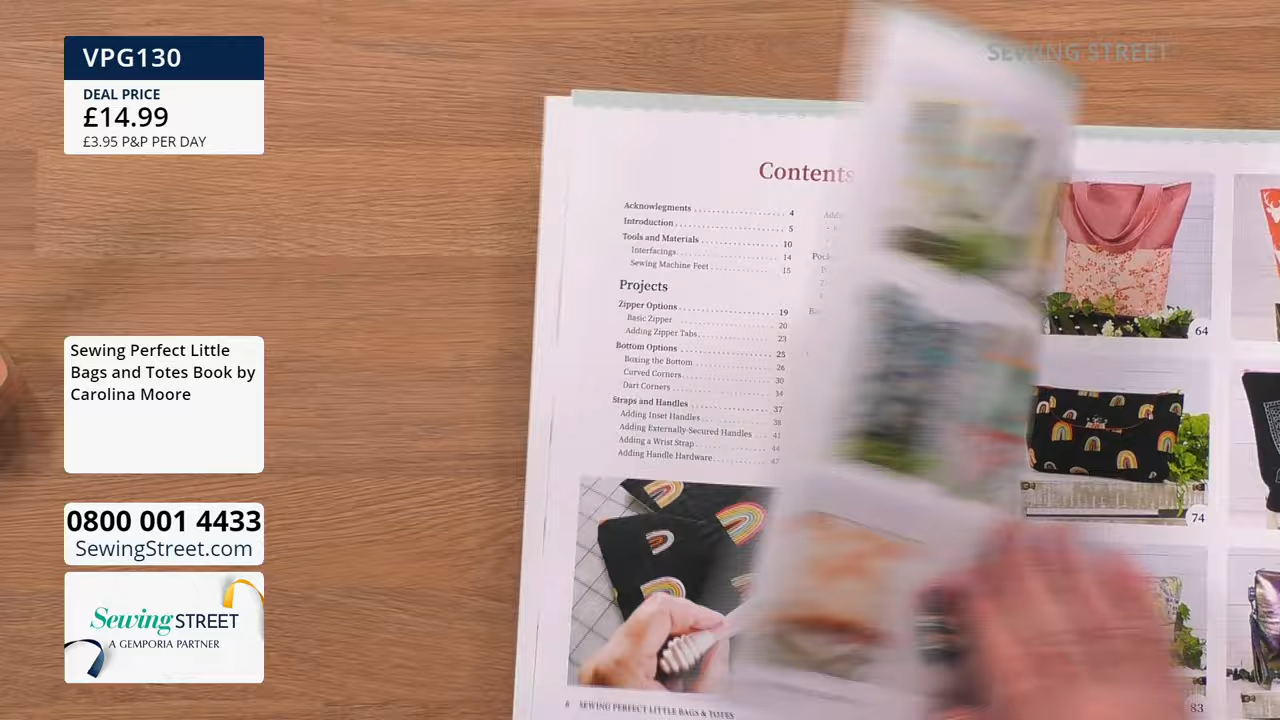 VPG130
DEAL PRICE
£14.99
£3.95 P&P PER DAY
Sewing Perfect Little
Bags and Totes Book by
Carolina Moore
0800 001 4433
SewingStreet.com
Sewing STREET
A GEMPORIA PARTNER
SEWING STREET
Contents
Acknowlegments 4
Introduction 5
Tools and Materials 10
Interfacings 14
Sewing Machine Feet 15
Projects
Zipper Options 19
Basic Zipper 20
Adding Zipper Tabs 23
Bottom Options 25
Boxing the Bottom 26
Curved Corners 30
Dart Corners 34
Straps and Handles 37
Adding Inset Handles 38
Adding Externally-Secured Handles 41
Adding a Wrist Strap 44
Adding Handle Hardware 47
6 SEWING PERFECT LITTLE BAGS & TOTES
64
74
83